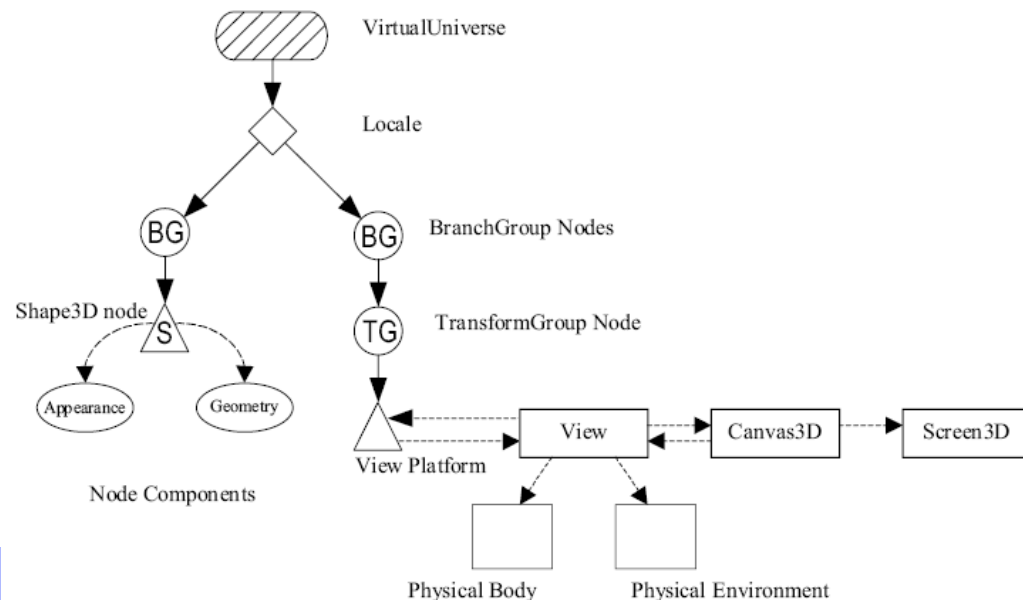 VirtualUniverse
Locale
BG
BG
BranchGroup Nodes
Shape3D node
S
TG
TransformGroup Node
Appearance
Geometry
View
Canvas3D
Screen3D
View Platform
Node Components
Physical Body
Physical Environment